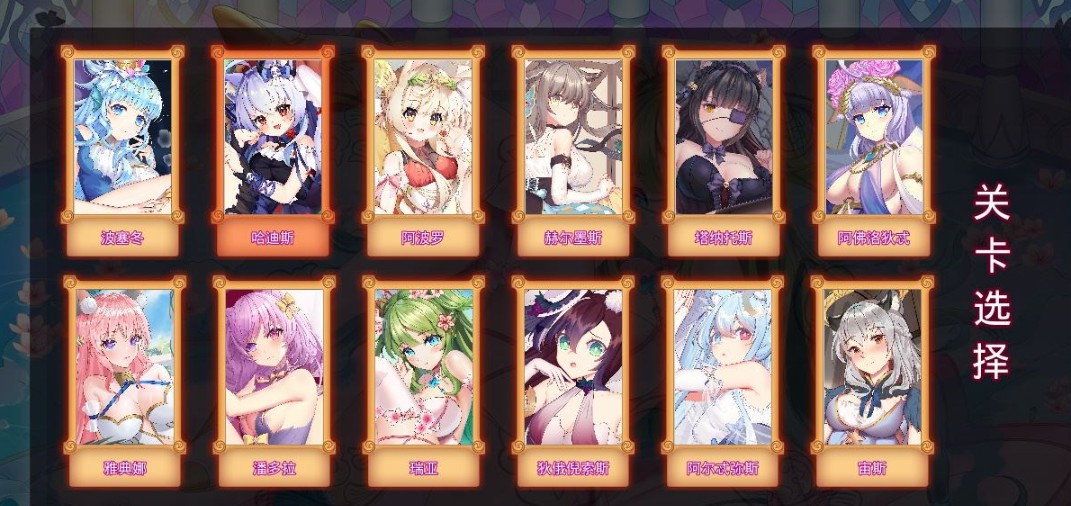 波塞冬
哈迪斯
阿波罗
赫尔墨斯
塔纳托斯
阿佛洛狄忒
雅典娜
潘多拉
瑞亚
狄俄倪索斯
阿尔忒弥斯
宙斯
关卡选择